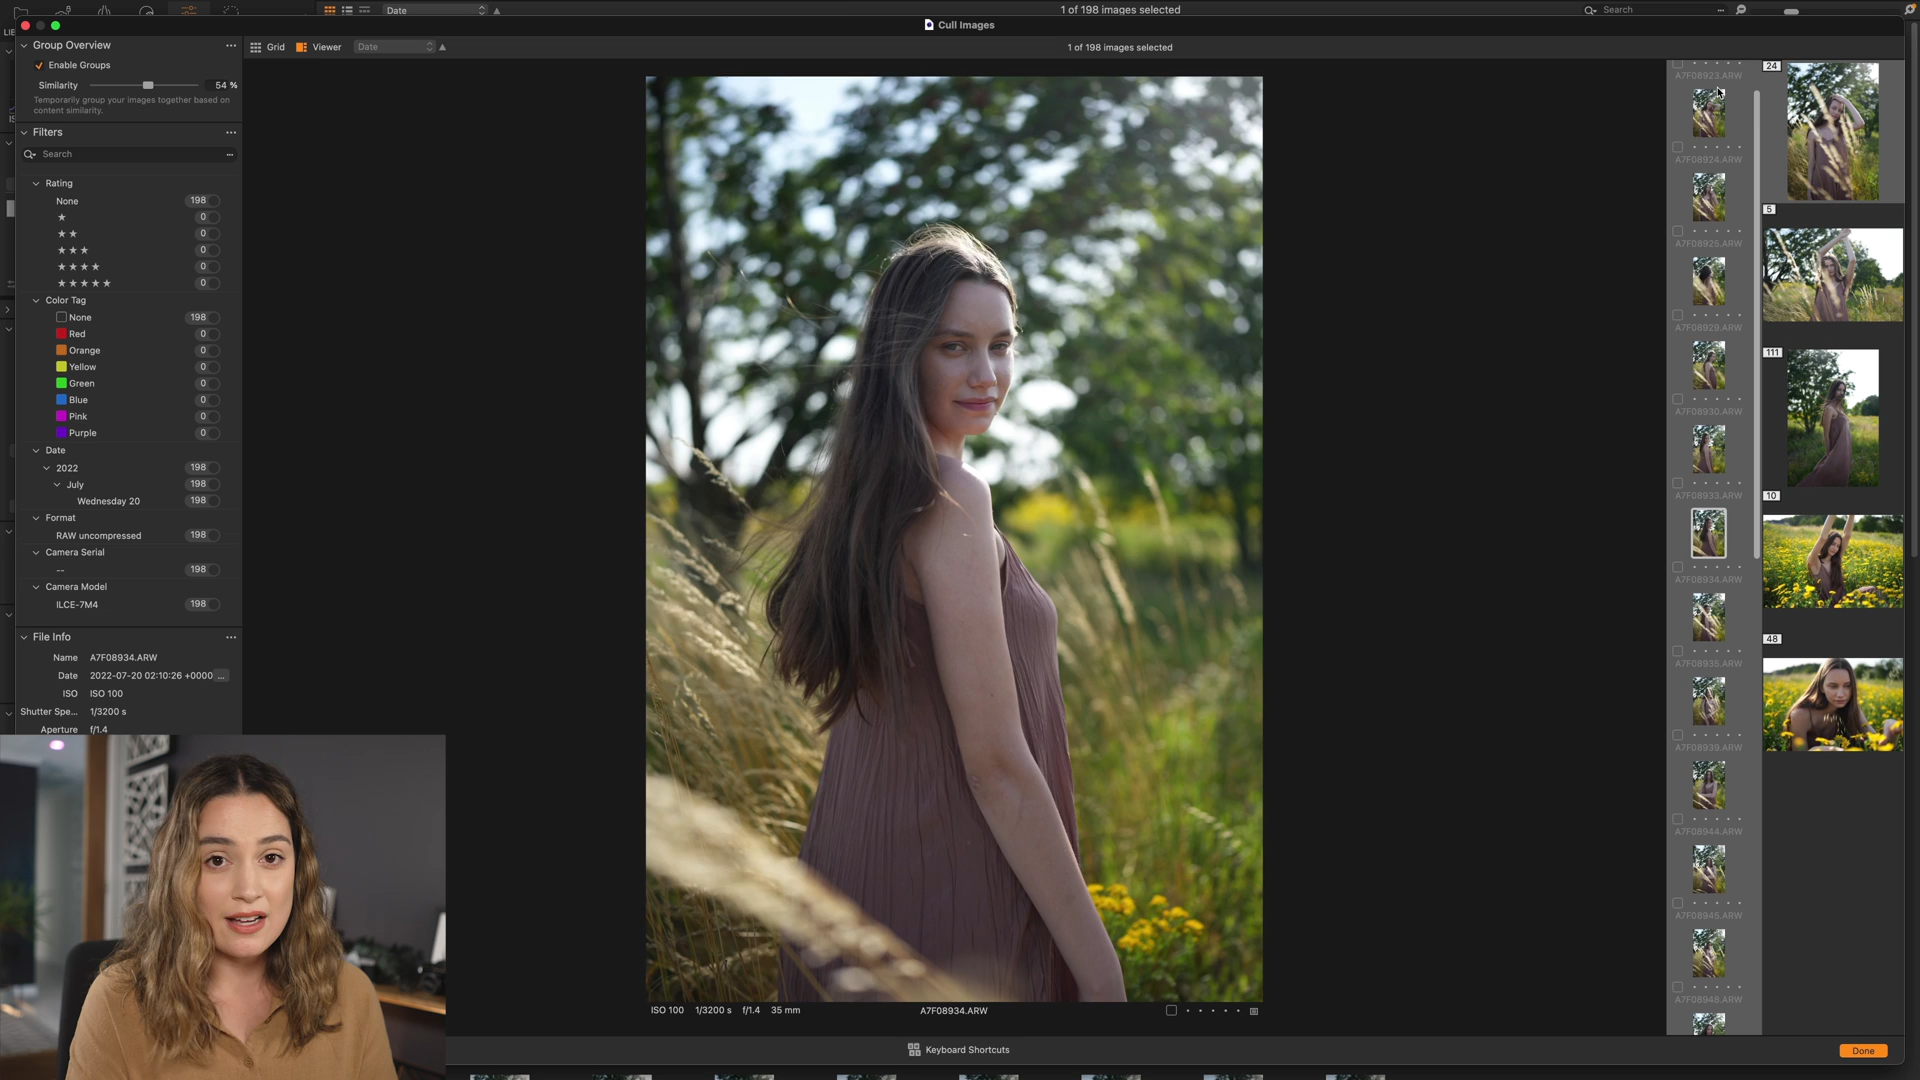 Date
1 of 198 images selected
Search
Cull Images
Group Overview
Grid
Viewer
Date
1 of 198 images selected
Enable Groups
Similarity
54 %
Temporarily group your images together based on
content similarity.
Filters
Search
Rating
None 198
★ 0
★★ 0
★★★ 0
★★★★ 0
★★★★★ 0
Color Tag
None 198
Red 0
Orange 0
Yellow 0
Green 0
Blue 0
Pink 0
Purple 0
Date
2022 198
July 198
Wednesday 20 198
Format
RAW uncompressed 198
Camera Serial
-- 198
Camera Model
ILCE-7M4 198
File Info
Name A7F08934.ARW
Date 2022-07-20 02:10:26 +0000 ...
ISO ISO 100
Shutter Spe... 1/3200 s
Aperture f/1.4
ISO 100 1/3200 s f/1.4 35 mm
A7F08934.ARW
Keyboard Shortcuts
Done
A7F08923.ARW
A7F08924.ARW
A7F08925.ARW
A7F08929.ARW
A7F08930.ARW
A7F08933.ARW
A7F08934.ARW
A7F08935.ARW
A7F08939.ARW
A7F08944.ARW
A7F08945.ARW
A7F08948.ARW
24
5
111
10
48